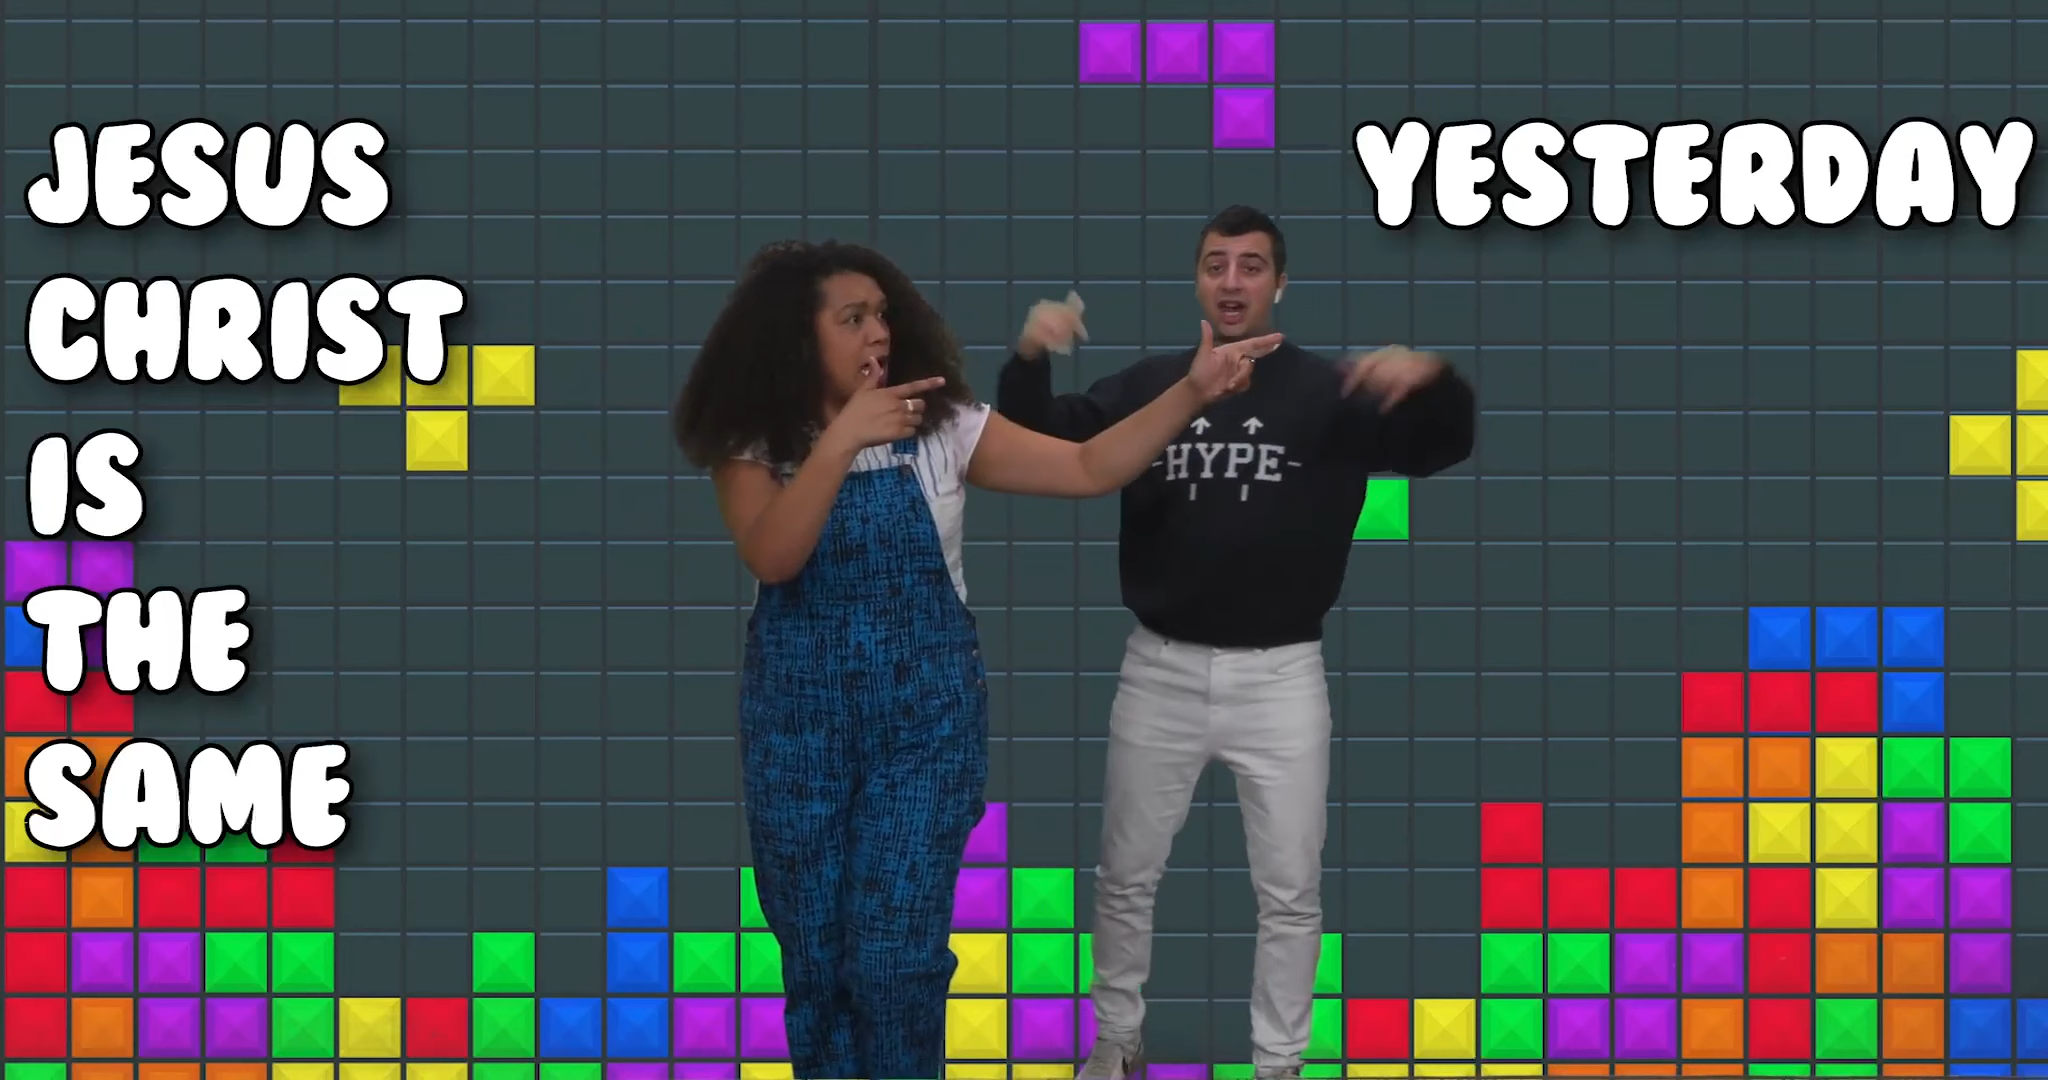 JESUS
CHRIST
IS
THE
SAME
YESTERDAY
-HYPE-